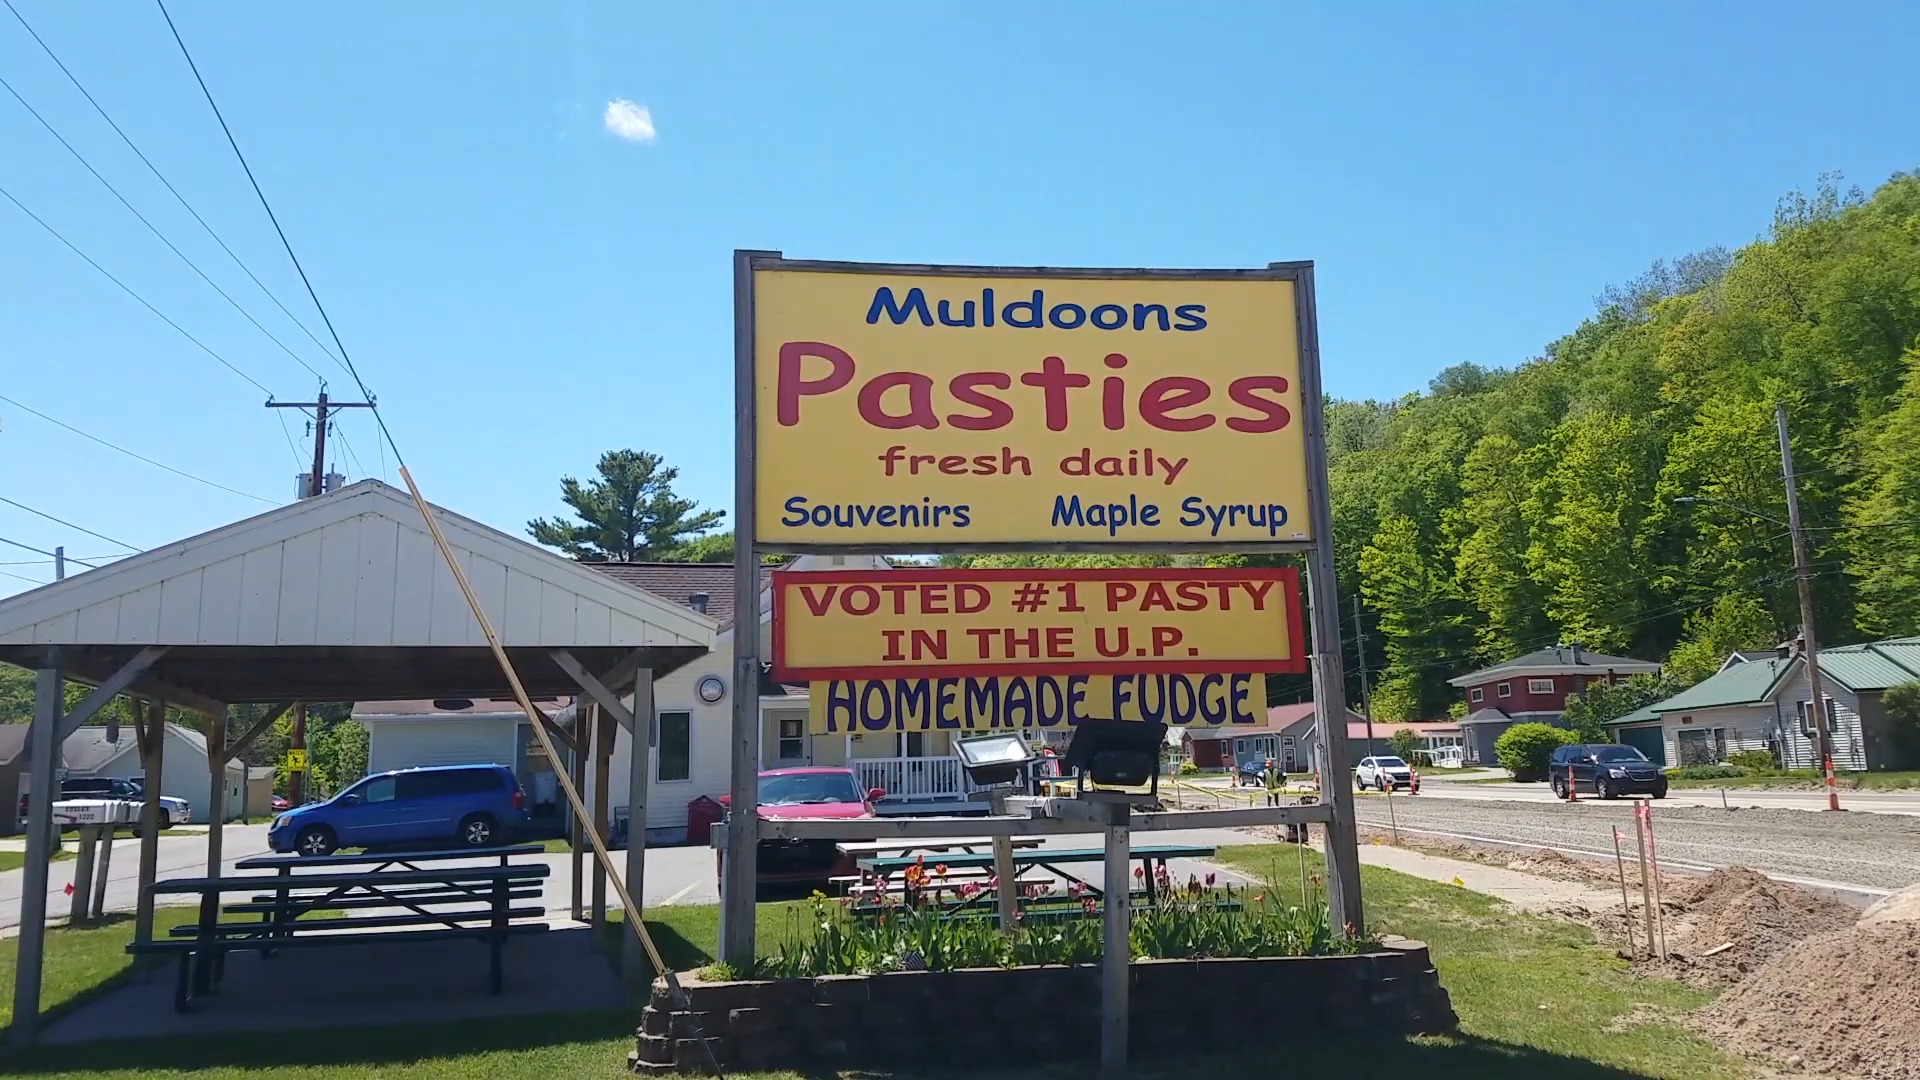 Muldoons
Pasties
fresh daily
Souvenirs Maple Syrup
VOTED #1 PASTY
IN THE U.P.
HOMEMADE FUDGE